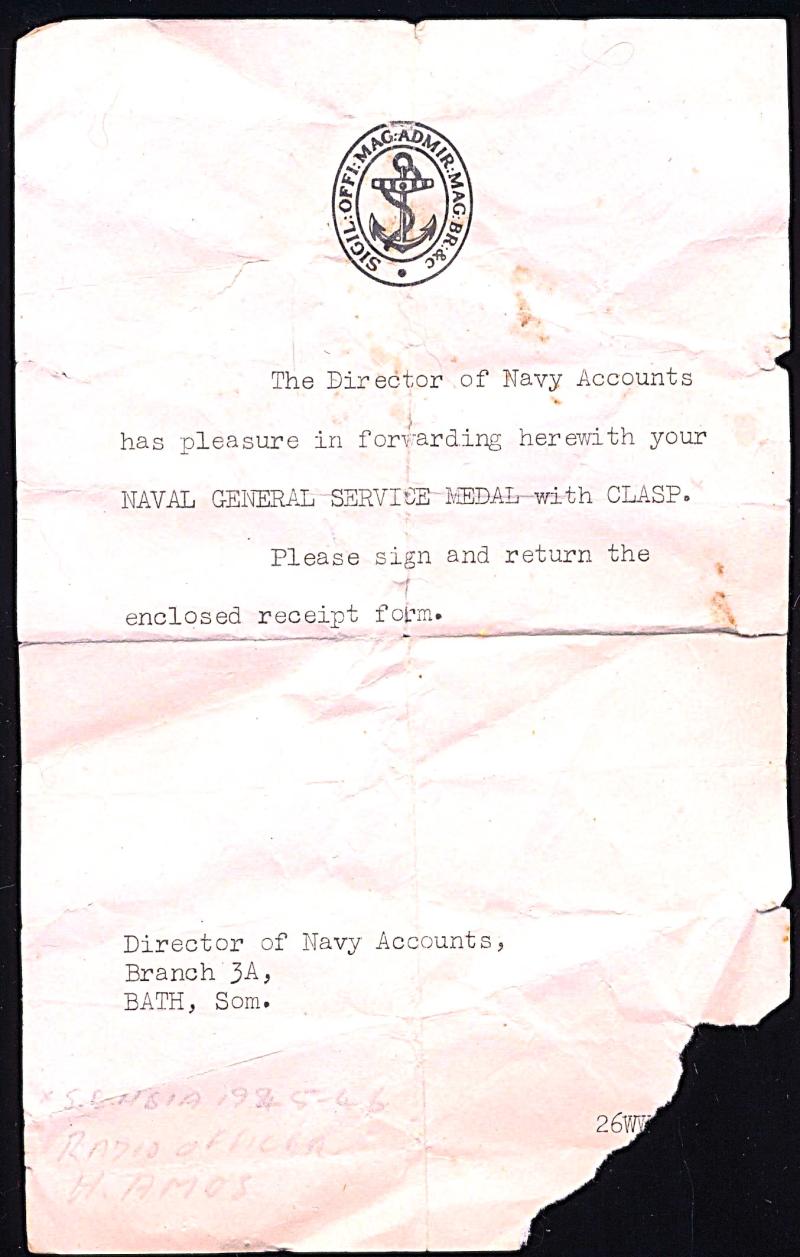 SIGIL: OFFI: MAG: ADMIR: MAG: BR: &c
The Director of Navy Accounts
has pleasure in forwarding herewith your
NAVAL GENERAL SERVICE MEDAL with CLASP.
Please sign and return the
enclosed receipt form.
Director of Navy Accounts,
Branch 3A,
BATH, Som.
1945-46
26WW
RADIO OFFICER
H. AMOS